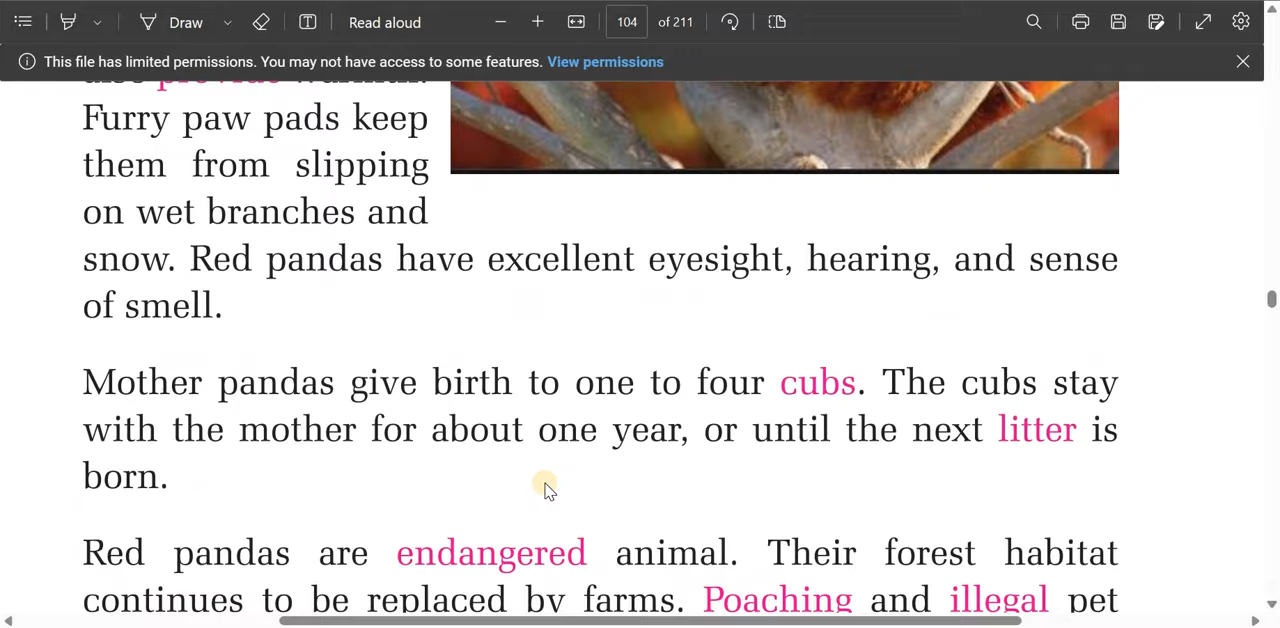 Draw
Read aloud
104 of 211
This file has limited permissions. You may not have access to some features. View permissions
also provide warmth.
Furry paw pads keep
them from slipping
on wet branches and
snow. Red pandas have excellent eyesight, hearing, and sense
of smell.
Mother pandas give birth to one to four cubs. The cubs stay
with the mother for about one year, or until the next litter is
born.
Red pandas are endangered animal. Their forest habitat
continues to be replaced by farms. Poaching and illegal pet